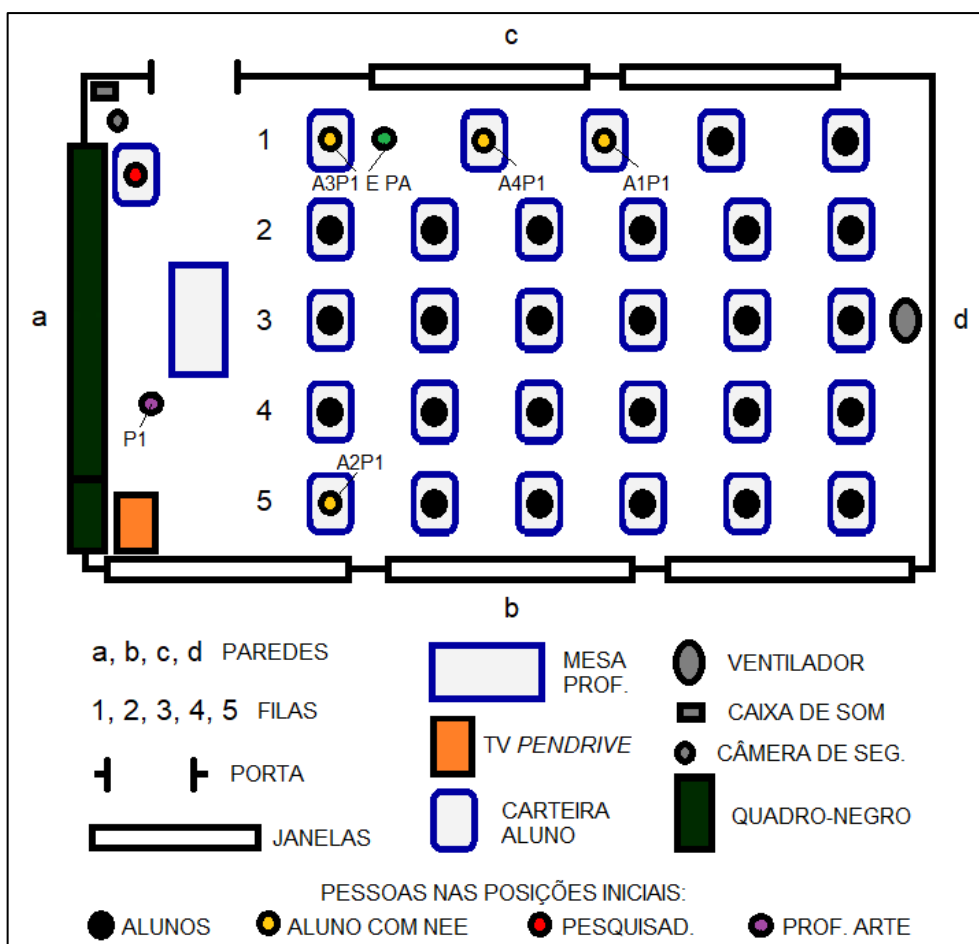 c
1
A3P1 E PA
A4P1
A1P1
2
a
3
d
P1
4
A2P1
5
b
a, b, c, d PAREDES
1, 2, 3, 4, 5 FILAS
PORTA
JANELAS
MESA
PROF.
TV PENDRIVE
CARTEIRA
ALUNO
VENTILADOR
CAIXA DE SOM
CÂMERA DE SEG.
QUADRO-NEGRO
PESSOAS NAS POSIÇÕES INICIAIS:
ALUNOS
ALUNO COM NEE
PESQUISAD.
PROF. ARTE